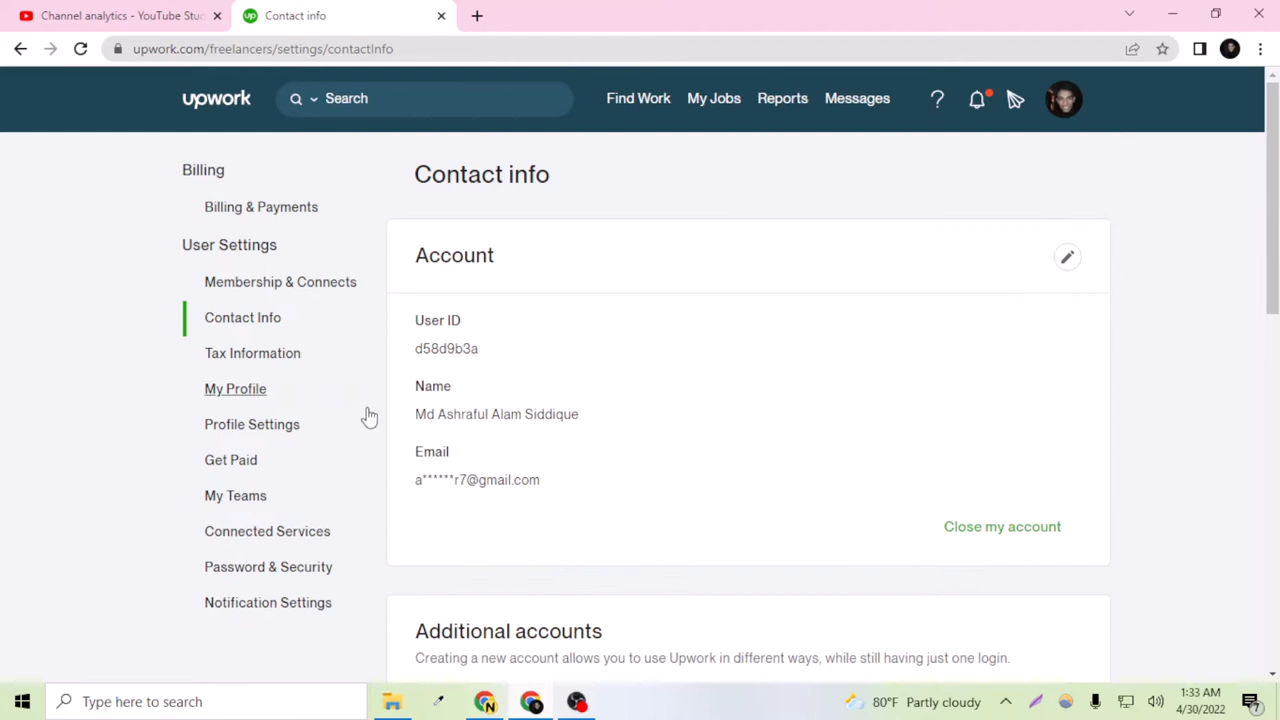 Channel analytics - YouTube Stu
Contact info
upwork.com/freelancers/settings/contactInfo
upwork
Search
Find Work
My Jobs
Reports
Messages
Billing
Billing & Payments
User Settings
Membership & Connects
Contact Info
Tax Information
My Profile
Profile Settings
Get Paid
My Teams
Connected Services
Password & Security
Notification Settings
Contact info
Account
User ID
d58d9b3a
Name
Md Ashraful Alam Siddique
Email
a******r7@gmail.com
Close my account
Additional accounts
Creating a new account allows you to use Upwork in different ways, while still having just one login.
Type here to search
N
80°F Partly cloudy
1:33 AM
4/30/2022
7